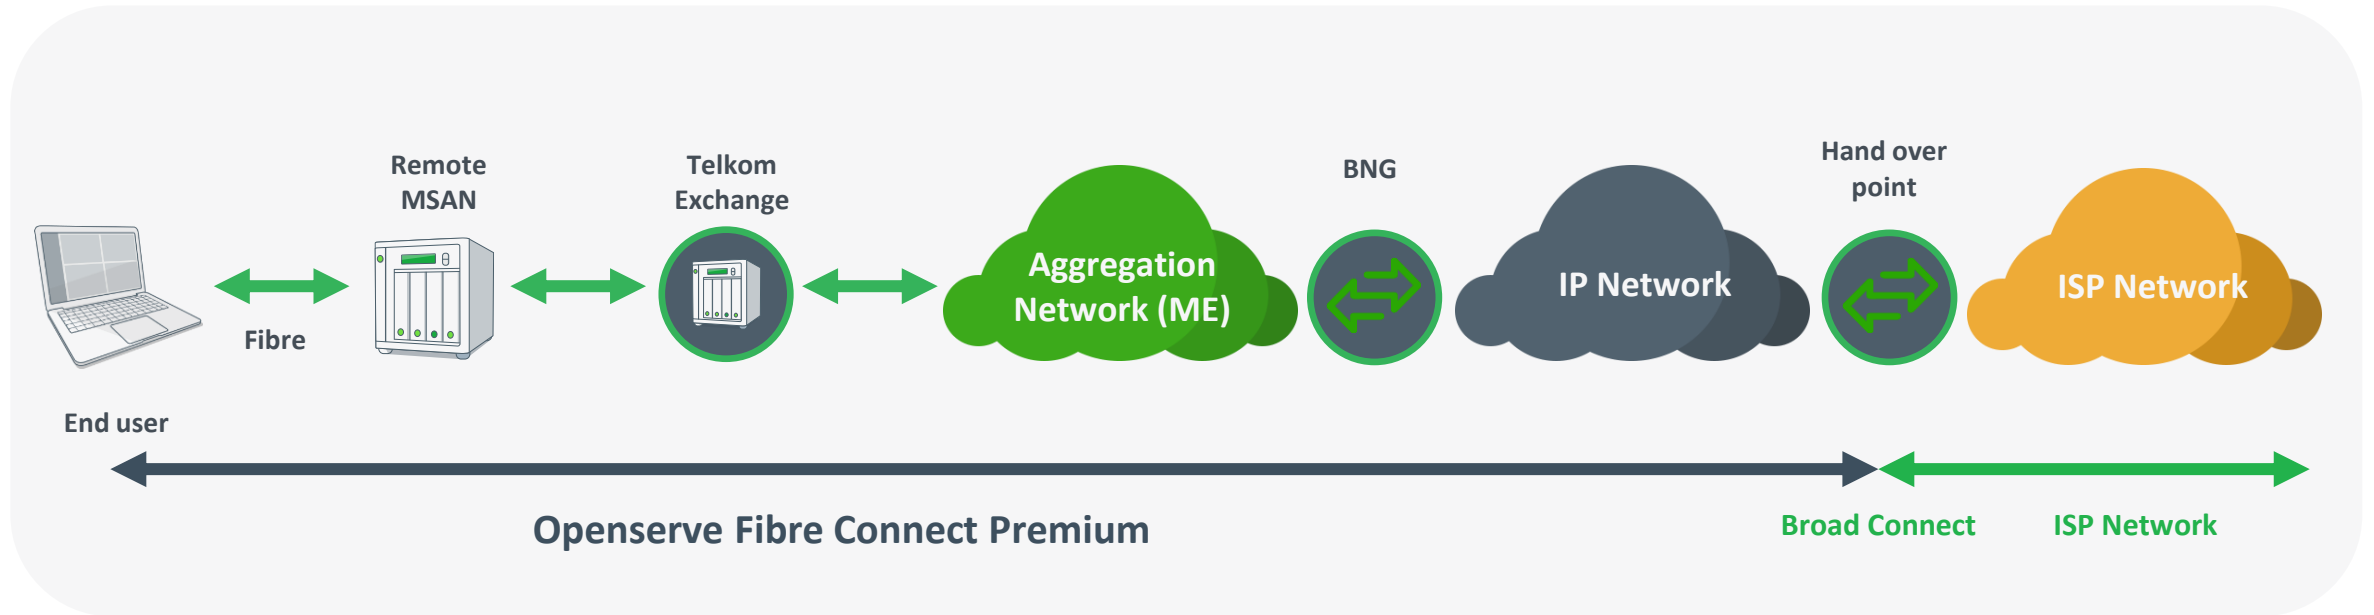 Remote
MSAN
Telkom
Exchange
BNG
Hand over
point
Aggregation
Network (ME)
IP Network
ISP Network
Fibre
End user
Openserve Fibre Connect Premium
Broad Connect
ISP Network